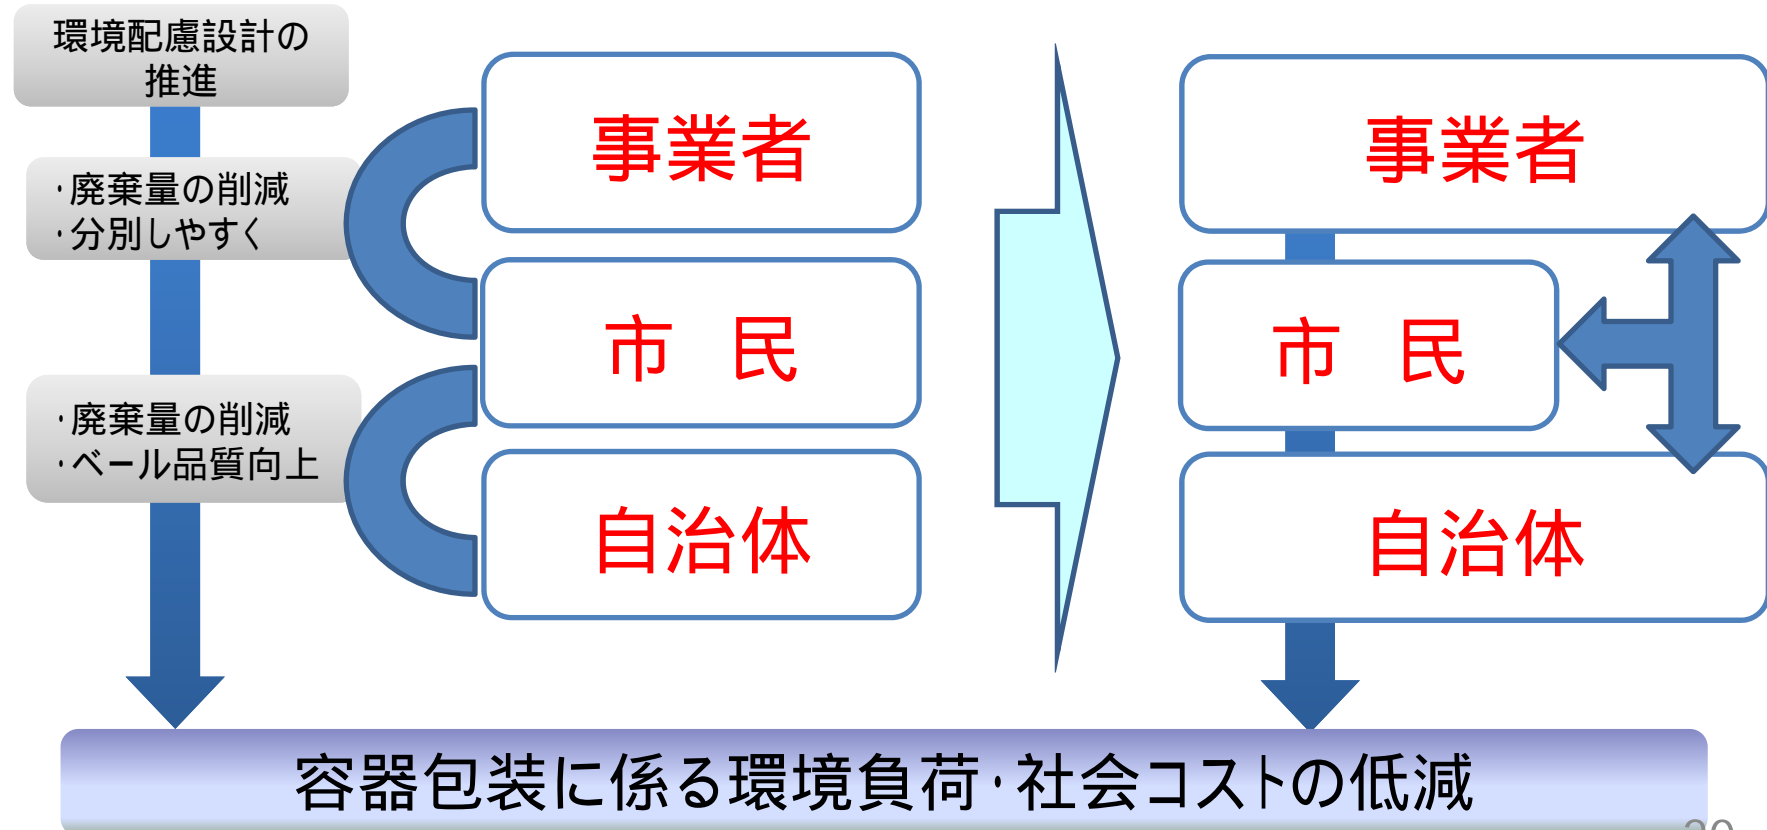 環境配慮設計の
推進
・廃棄量の削減
・分別しやすく
・廃棄量の削減
・ベール品質向上
事業者
市　民
自治体
事業者
市　民
自治体
容器包装に係る環境負荷・社会コストの低減